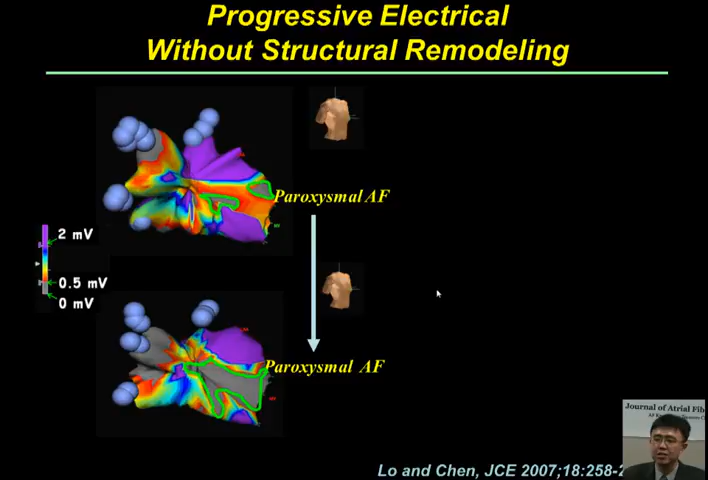 Progressive Electrical
Without Structural Remodeling
Paroxysmal AF
2 mV
0.5 mV
0 mV
Paroxysmal AF
Journal of Atrial Fib
Lo and Chen, JCE 2007;18:258-2